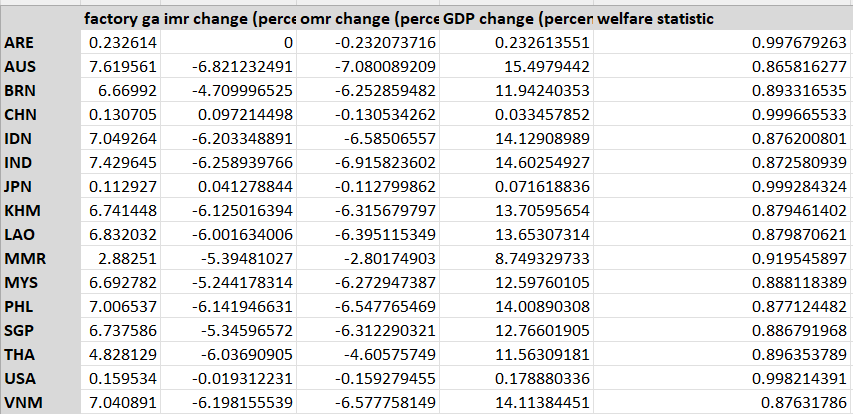 factory ga imr change (perce omr change (perce GDP change (percen welfare statistic
ARE 0.232614 0 -0.232073716 0.232613551 0.997679263
AUS 7.619561 -6.821232491 -7.080089209 15.4979442 0.865816277
BRN 6.66992 -4.709996525 -6.252859482 11.94240353 0.893316535
CHN 0.130705 0.097214498 -0.130534262 0.033457852 0.999665533
IDN 7.049264 -6.203348891 -6.58506557 14.12908989 0.876200801
IND 7.429645 -6.258939766 -6.915823602 14.60254927 0.872580939
JPN 0.112927 0.041278844 -0.112799862 0.071618836 0.999284324
KHM 6.741448 -6.125016394 -6.315679797 13.70595654 0.879461402
LAO 6.832032 -6.001634006 -6.395115349 13.65307314 0.879870621
MMR 2.88251 -5.39481027 -2.80174903 8.749329733 0.919545897
MYS 6.692782 -5.244178314 -6.272947387 12.59760105 0.888118389
PHL 7.006537 -6.141946631 -6.547765469 14.00890308 0.877124482
SGP 6.737586 -5.34596572 -6.312290321 12.76601905 0.886791968
THA 4.828129 -6.03690905 -4.60575749 11.56309181 0.896353789
USA 0.159534 -0.019312231 -0.159279455 0.178880336 0.998214391
VNM 7.040891 -6.198155539 -6.577758149 14.11384451 0.87631786